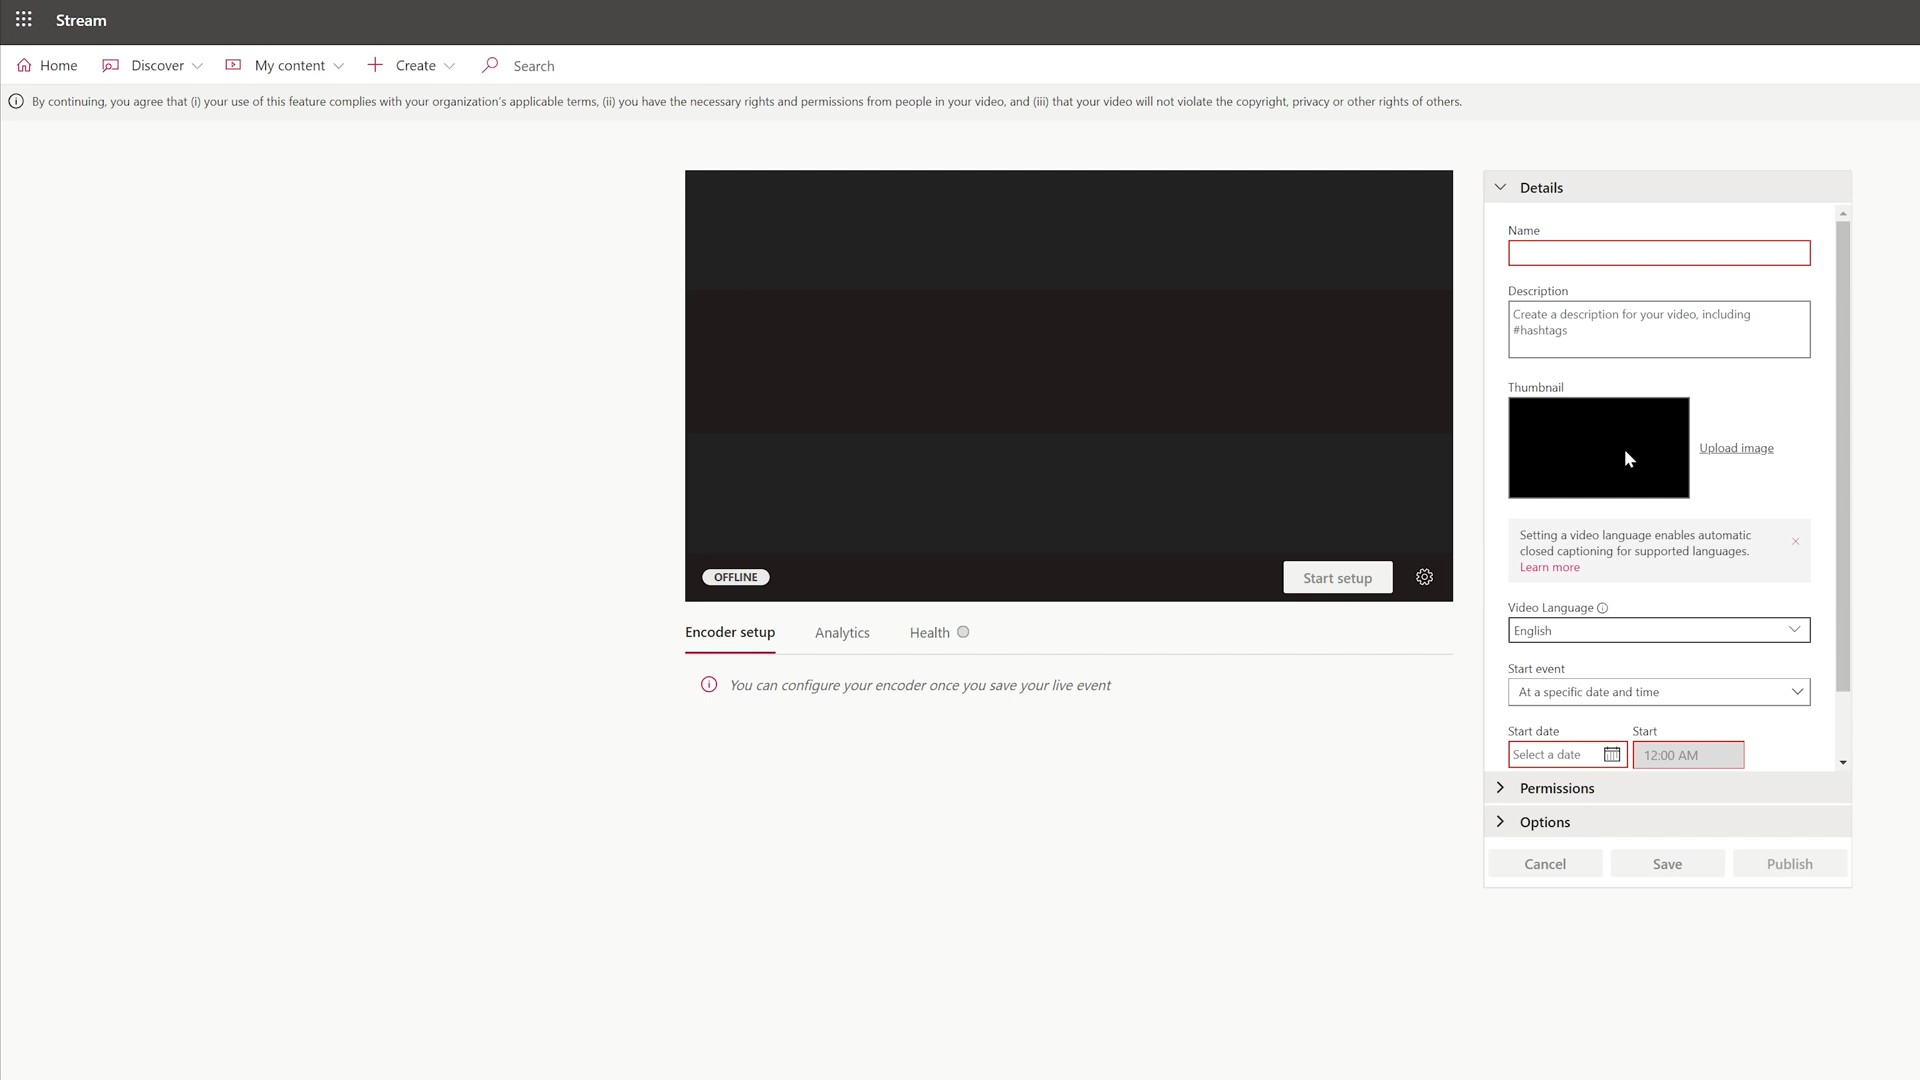 Stream
Home
Discover
My content
Create
Search
By continuing, you agree that (i) your use of this feature complies with your organization's applicable terms, (ii) you have the necessary rights and permissions from people in your video, and (iii) that your video will not violate the copyright, privacy or other rights of others.
OFFLINE
Start setup
Encoder setup
Analytics
Health
You can configure your encoder once you save your live event
Details
Name
Description
Create a description for your video, including
#hashtags
Thumbnail
Upload image
Setting a video language enables automatic
closed captioning for supported languages.
Learn more
Video Language
English
Start event
At a specific date and time
Start date
Start
Select a date
12:00 AM
Permissions
Options
Cancel
Save
Publish